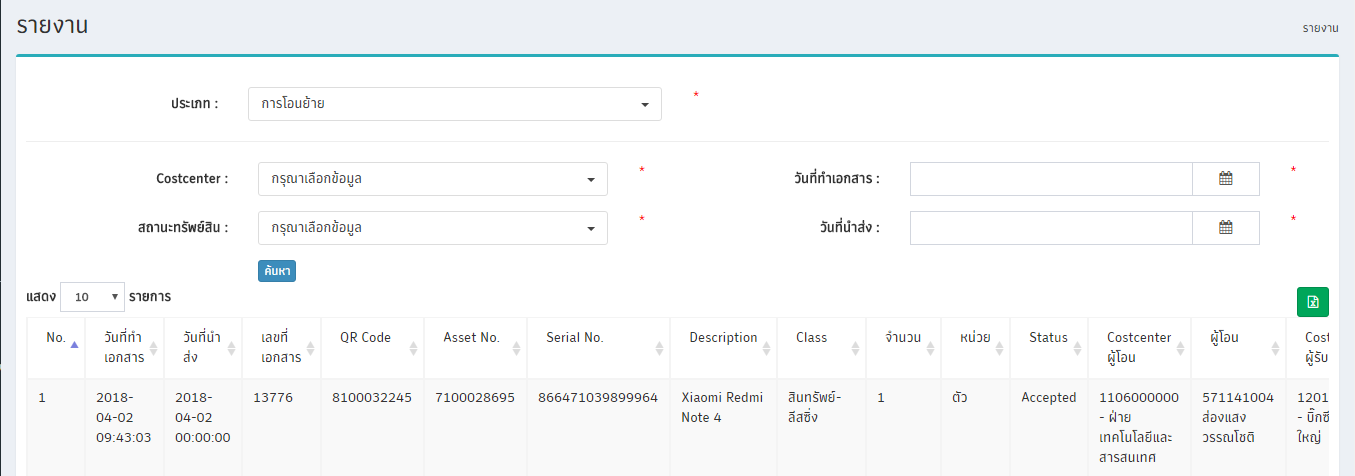 รายงาน
รายงาน
ประเภท : การโอนย้าย *
Costcenter : กรุณาเลือกข้อมูล * วันที่ทำเอกสาร : *
สถานะทรัพย์สิน : กรุณาเลือกข้อมูล * วันที่นำส่ง : *
ค้นหา
แสดง 10 รายการ
No. วันที่ทำ วันที่นำ เลขที่ QR Code Asset No. Serial No. Description Class จำนวน หน่วย Status Costcenter ผู้โอน Cost
เอกสาร ส่ง เอกสาร ผู้โอน ผู้รับ
1 2018- 2018- 13776 8100032245 7100028695 866471039899964 Xiaomi Redmi สินทรัพย์- 1 ตัว Accepted 1106000000 571141004 1201
04-02 04-02 Note 4 ลีสซิ่ง - ฝ่าย ส่องแสง - บิ๊กซี
09:43:03 00:00:00 เทคโนโลยีและ วรรณโชติ ใหญ่
สารสนเทศ